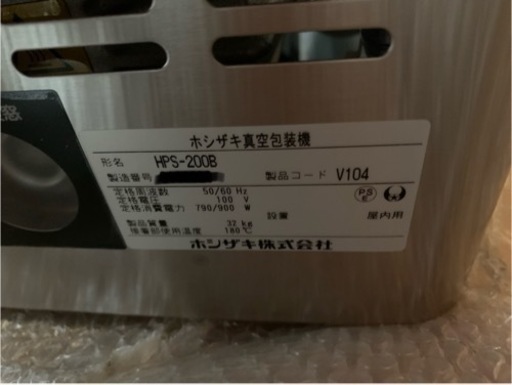 ホシザキ真空包装機
形名 HPS-200B
製造番号 製品コード V104
定格周波数 50/60 Hz
定格電圧 100 V
定格消費電力 790/900 W
設置 屋内用
製品質量 37 kg
接着部使用温度 180℃
ホシザキ株式会社
PS
E